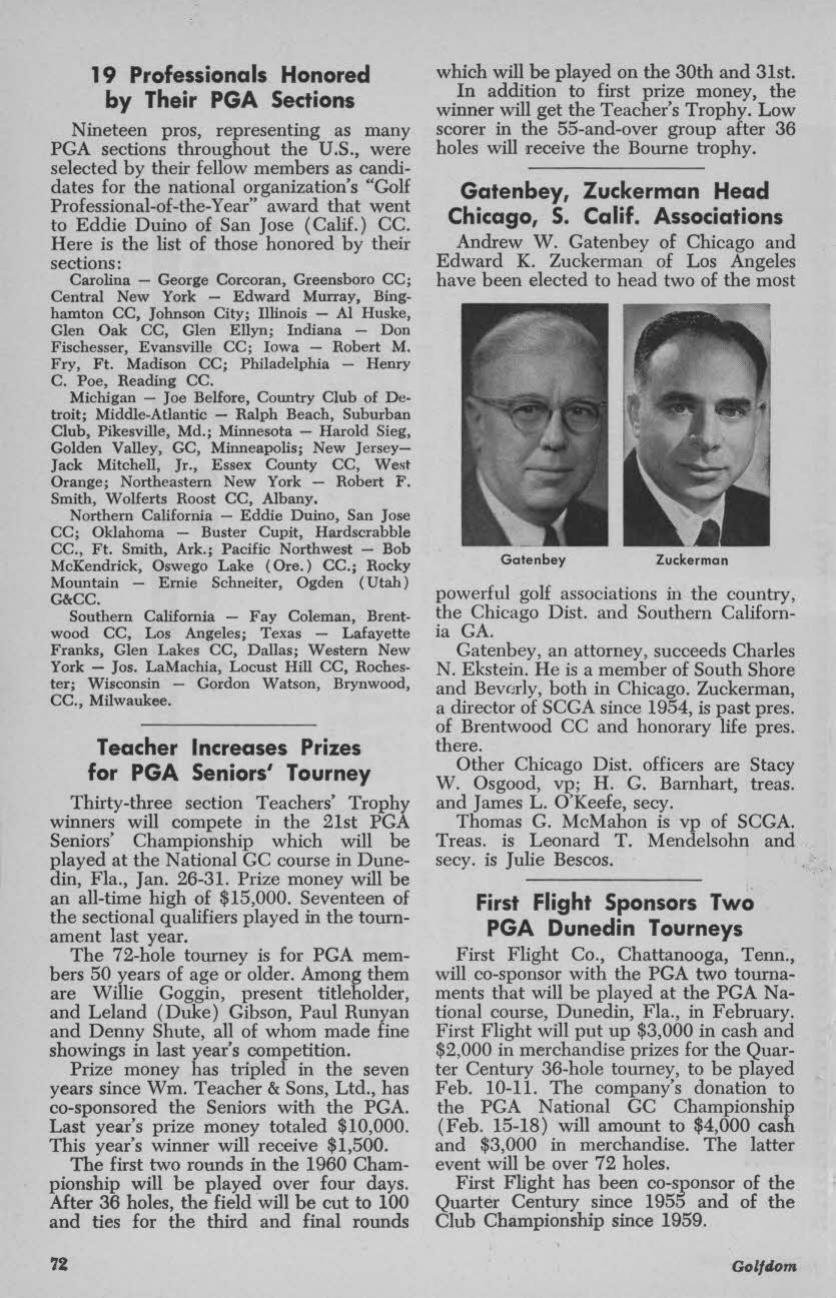 19 Professionals Honored
by Their PGA Sections
Nineteen pros, representing as many
PGA sections throughout the U.S., were
selected by their fellow members as candi-
dates for the national organization's “Golf
Professional-of-the-Year” award that went
to Eddie Duino of San Jose (Calif.) CC.
Here is the list of those honored by their
sections:
Carolina — George Corcoran, Greensboro CC;
Central New York — Edward Murray, Bing-
hamton CC, Johnson City; Illinois — Al Huske,
Glen Oak CC, Glen Ellyn; Indiana — Don
Fischesser, Evansville CC; Iowa — Robert M.
Fry, Ft. Madison CC; Philadelphia — Henry
C. Poe, Reading CC.
Michigan — Joe Belfore, Country Club of De-
troit; Middle-Atlantic — Ralph Beach, Suburban
Club, Pikesville, Md.; Minnesota — Harold Sieg,
Golden Valley, GC, Minneapolis; New Jersey—
Jack Mitchell, Jr., Essex County CC, West
Orange; Northeastern New York — Robert F.
Smith, Wolferts Roost CC, Albany.
Northern California — Eddie Duino, San Jose
CC; Oklahoma — Buster Cupit, Hardscrabble
CC., Ft. Smith, Ark.; Pacific Northwest — Bob
McKendrick, Oswego Lake (Ore.) CC.; Rocky
Mountain — Ernie Schneiter, Ogden (Utah)
G&CC.
Southern California — Fay Coleman, Brent-
wood CC, Los Angeles; Texas — Lafayette
Franks, Glen Lakes CC, Dallas; Western New
York — Jos. LaMachia, Locust Hill CC, Roches-
ter; Wisconsin — Gordon Watson, Brynwood,
CC., Milwaukee.
Teacher Increases Prizes
for PGA Seniors' Tourney
Thirty-three section Teachers' Trophy
winners will compete in the 21st PGA
Seniors' Championship which will be
played at the National GC course in Dune-
din, Fla., Jan. 26-31. Prize money will be
an all-time high of $15,000. Seventeen of
the sectional qualifiers played in the tourn-
ament last year.
The 72-hole tourney is for PGA mem-
bers 50 years of age or older. Among them
are Willie Goggin, present titleholder,
and Leland (Duke) Gibson, Paul Runyan
and Denny Shute, all of whom made fine
showings in last year's competition.
Prize money has tripled in the seven
years since Wm. Teacher & Sons, Ltd., has
co-sponsored the Seniors with the PGA.
Last year's prize money totaled $10,000.
This year's winner will receive $1,500.
The first two rounds in the 1960 Cham-
pionship will be played over four days.
After 36 holes, the field will be cut to 100
and ties for the third and final rounds
which will be played on the 30th and 31st.
In addition to first prize money, the
winner will get the Teacher's Trophy. Low
scorer in the 55-and-over group after 36
holes will receive the Bourne trophy.
Gatenbey, Zuckerman Head
Chicago, S. Calif. Associations
Andrew W. Gatenbey of Chicago and
Edward K. Zuckerman of Los Angeles
have been elected to head two of the most
Gatenbey Zuckerman
powerful golf associations in the country,
the Chicago Dist. and Southern Californ-
ia GA.
Gatenbey, an attorney, succeeds Charles
N. Ekstein. He is a member of South Shore
and Beverly, both in Chicago. Zuckerman,
a director of SCGA since 1954, is past pres.
of Brentwood CC and honorary life pres.
there.
Other Chicago Dist. officers are Stacy
W. Osgood, vp; H. G. Barnhart, treas.
and James L. O'Keefe, secy.
Thomas G. McMahon is vp of SCGA.
Treas. is Leonard T. Mendelsohn and
secy. is Julie Bescos.
First Flight Sponsors Two
PGA Dunedin Tourneys
First Flight Co., Chattanooga, Tenn.,
will co-sponsor with the PGA two tourna-
ments that will be played at the PGA Na-
tional course, Dunedin, Fla., in February.
First Flight will put up $3,000 in cash and
$2,000 in merchandise prizes for the Quar-
ter Century 36-hole tourney, to be played
Feb. 10-11. The company's donation to
the PGA National GC Championship
(Feb. 15-18) will amount to $4,000 cash
and $3,000 in merchandise. The latter
event will be over 72 holes.
First Flight has been co-sponsor of the
Quarter Century since 1955 and of the
Club Championship since 1959.
72
Golfdom